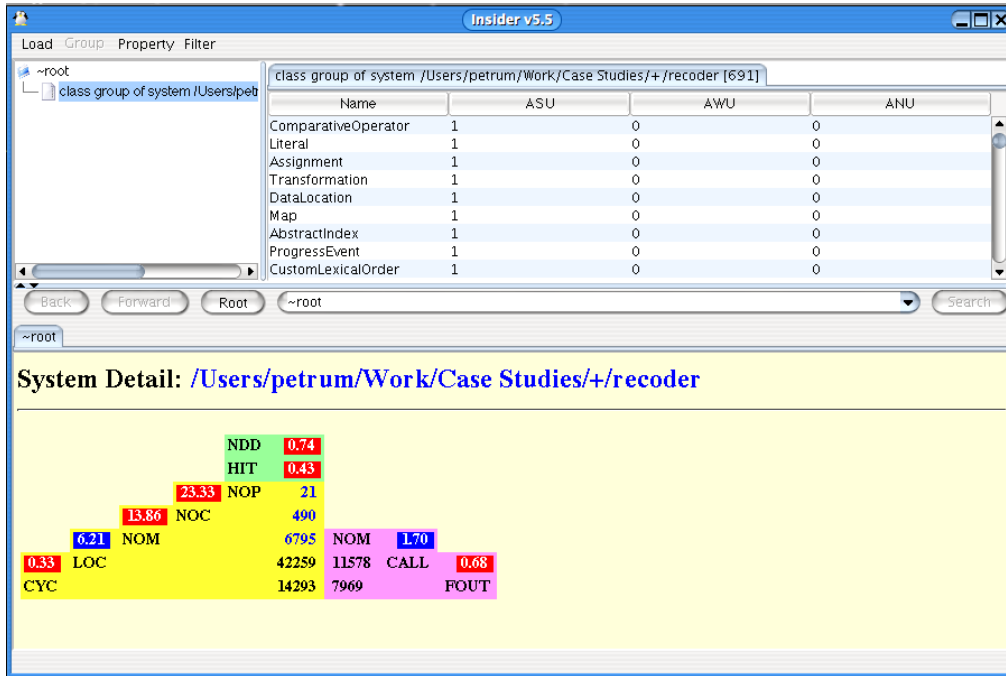 Insider v5.5
Load Group Property Filter
~root
class group of system /Users/petr
class group of system /Users/petrum/Work/Case Studies/+/recoder [691]
Name ASU AWU ANU
ComparativeOperator 1 0 0
Literal 1 0 0
Assignment 1 0 0
Transformation 1 0 0
DataLocation 1 0 0
Map 1 0 0
AbstractIndex 1 0 0
ProgressEvent 1 0 0
CustomLexicalOrder 1 0 0
Back Forward Root ~root Search
~root
System Detail: /Users/petrum/Work/Case Studies/+/recoder
NDD 0.74
HIT 0.43
23.33 NOP 21
13.86 NOC 490
6.21 NOM 6795 NOM 1.70
0.33 LOC 42259 11578 CALL 0.68
CYC 14293 7969 FOUT